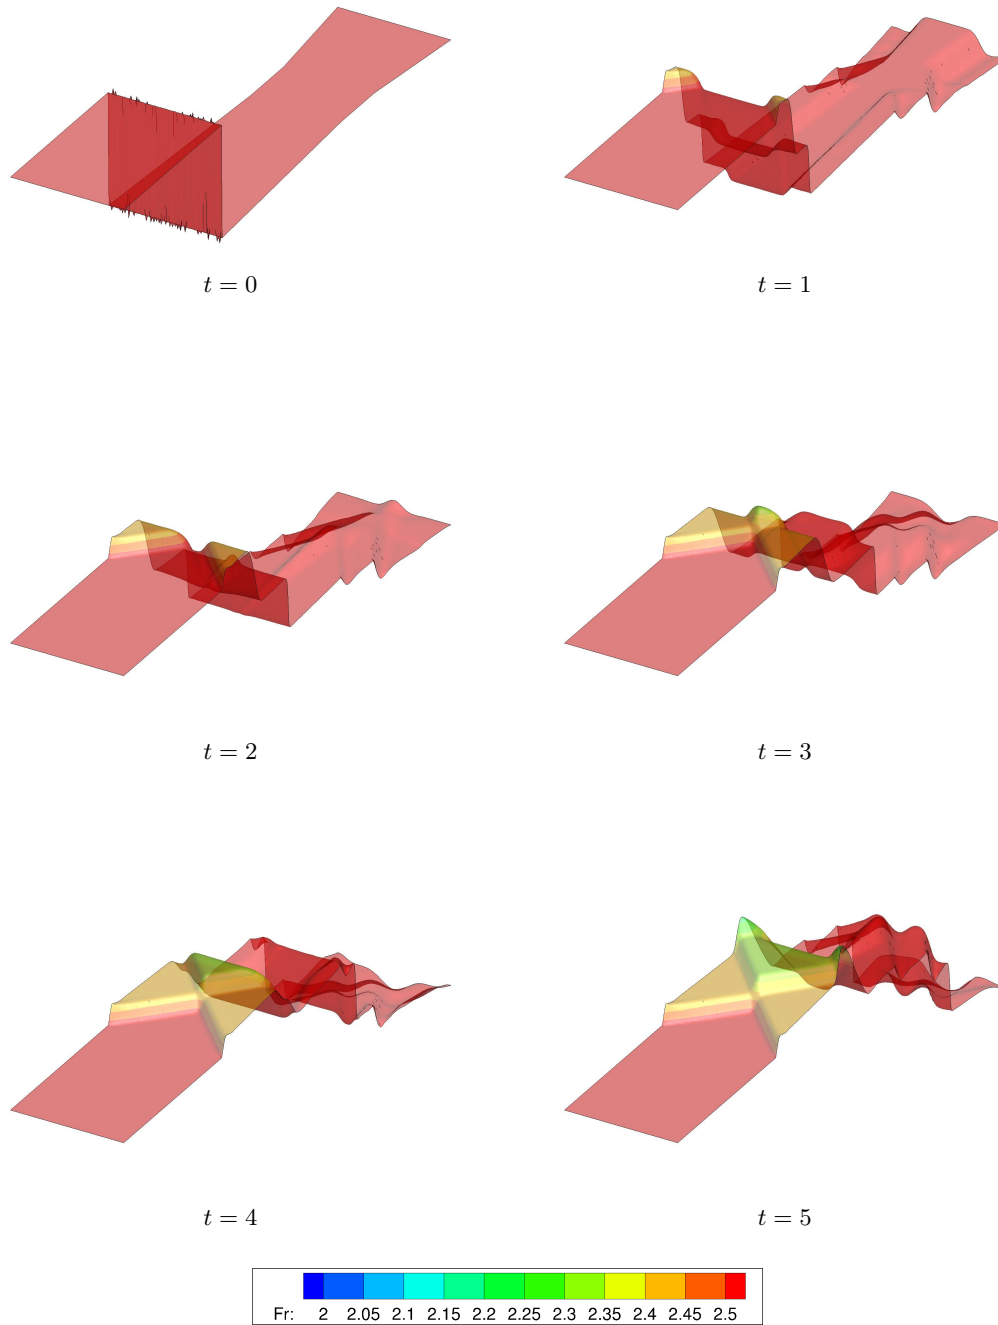 t = 0
t = 1
t = 2
t = 3
t = 4
t = 5
Fr: 2 2.05 2.1 2.15 2.2 2.25 2.3 2.35 2.4 2.45 2.5